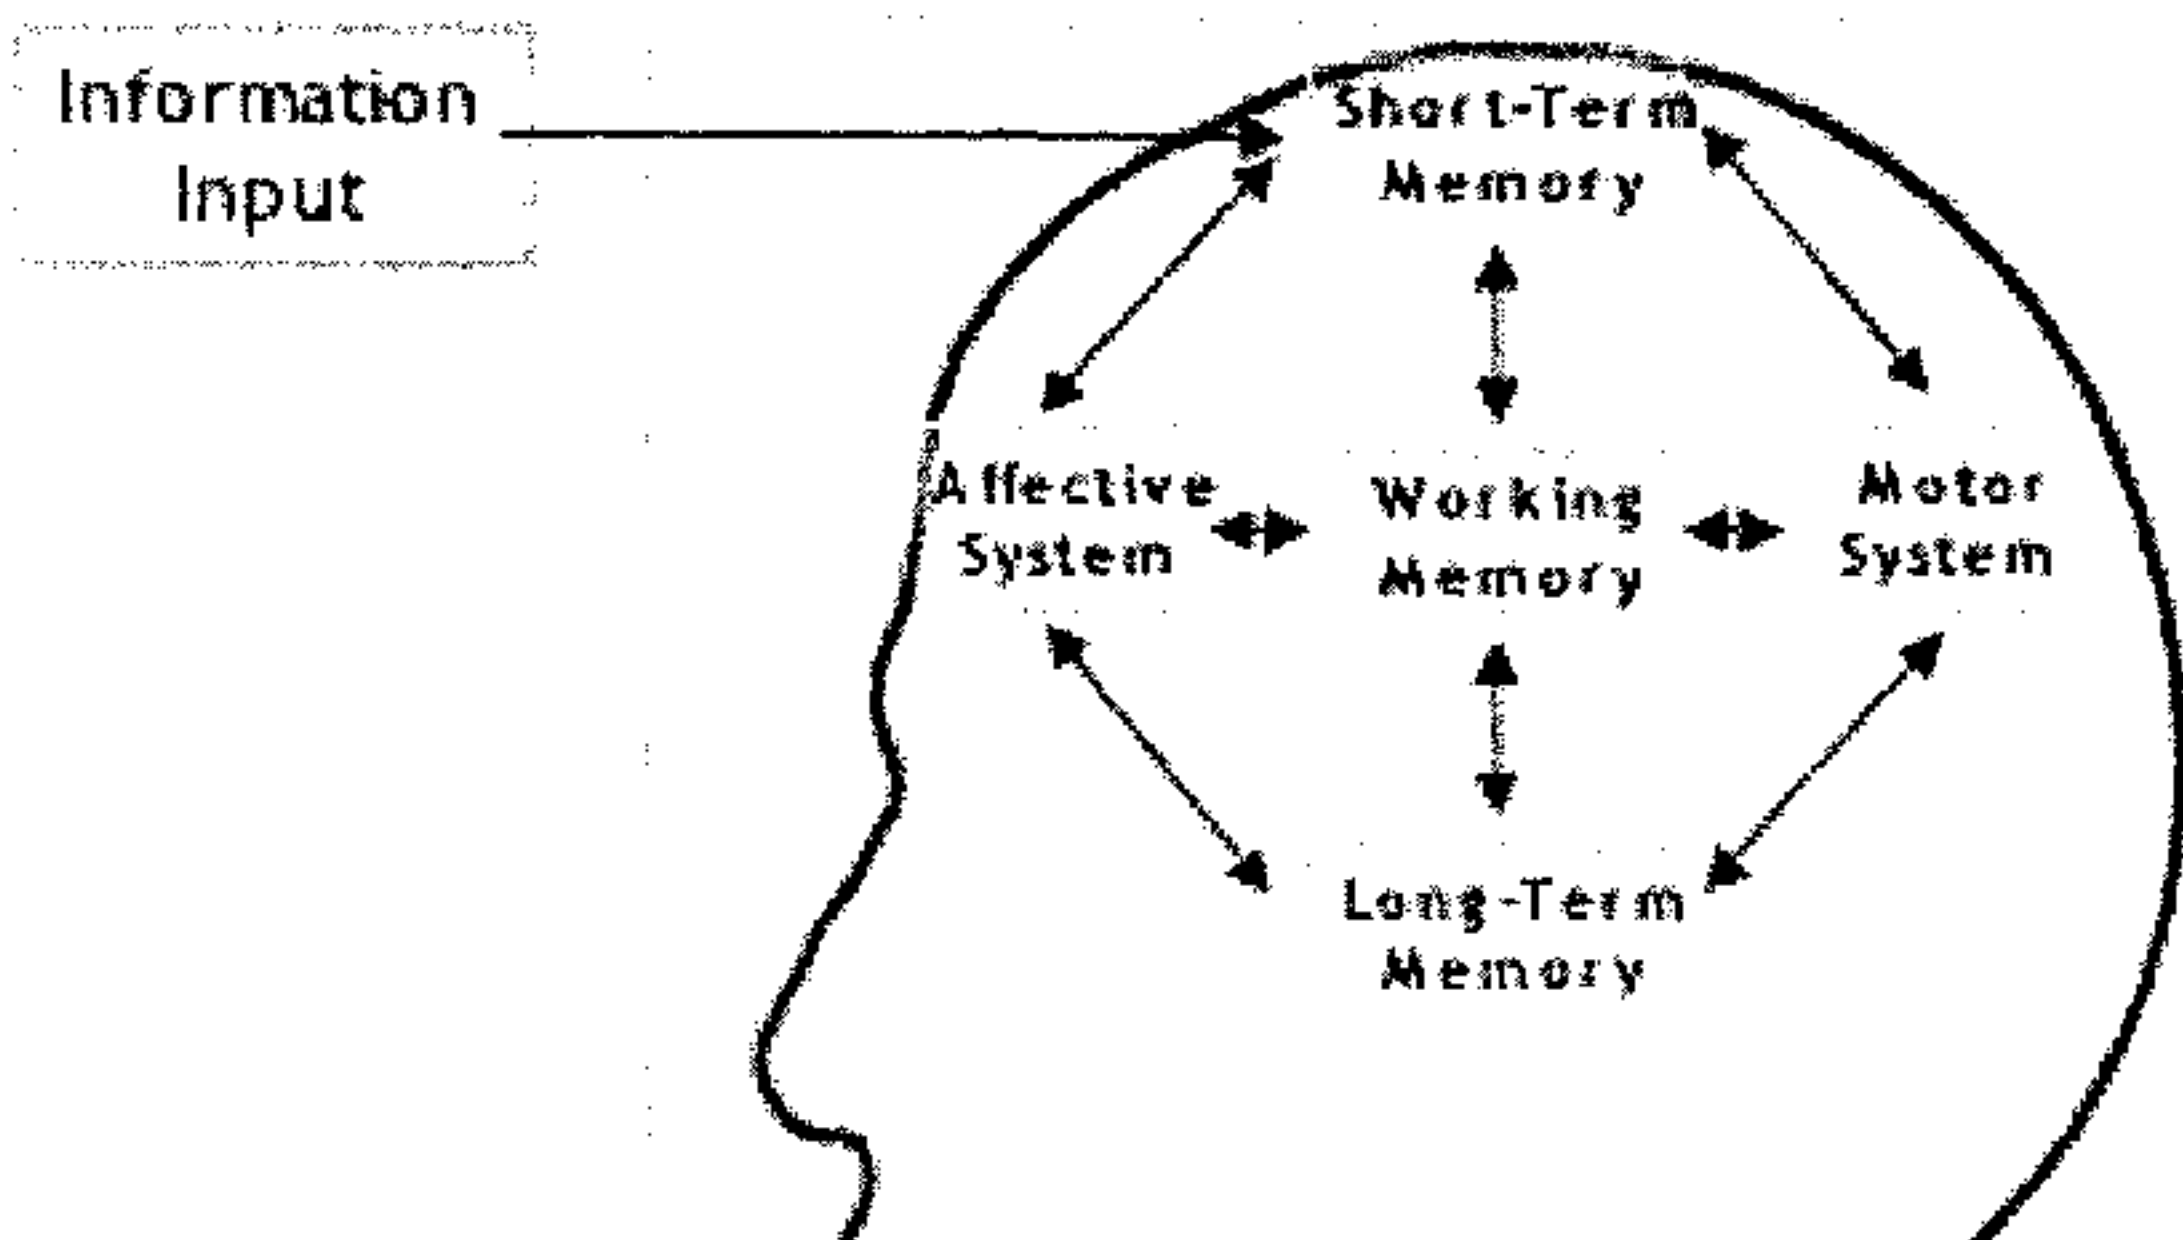 Information
Input
Short-Term
Memory
Affective
System
Working
Memory
Motor
System
Long-Term
Memory